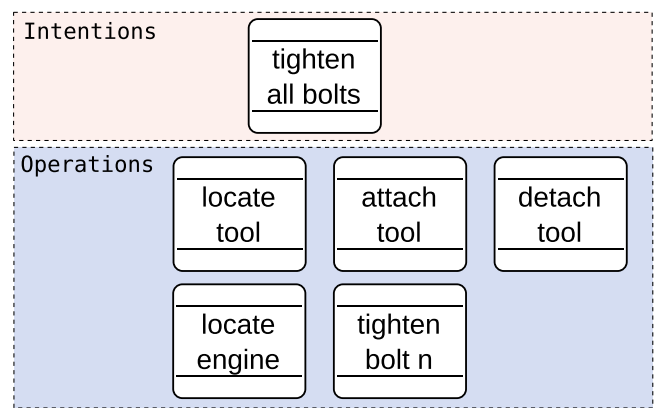 Intentions
tighten
all bolts
Operations
locate
tool
attach
tool
detach
tool
locate
engine
tighten
bolt n